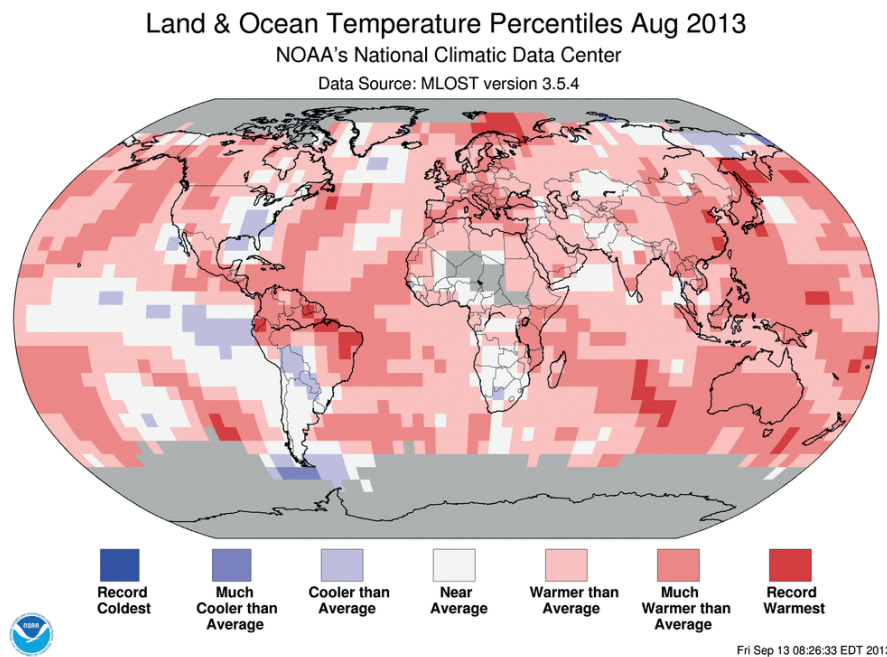 Land & Ocean Temperature Percentiles Aug 2013
NOAA's National Climatic Data Center
Data Source: MLOST version 3.5.4
Record
Coldest
Much
Cooler than
Average
Cooler than
Average
Near
Average
Warmer than
Average
Much
Warmer than
Average
Record
Warmest
NOAA
Fri Sep 13 08:26:33 EDT 2013